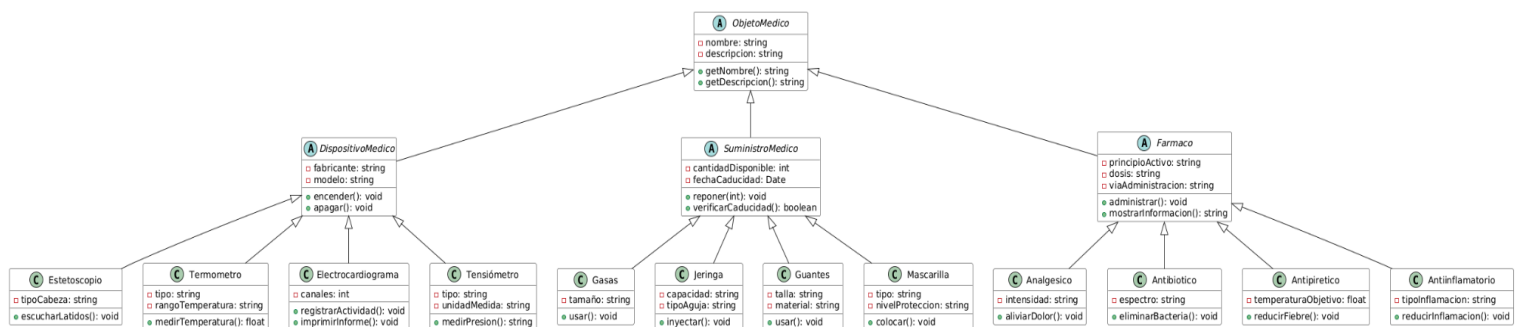 A ObjetoMedico
nombre: string
descripcion: string
getNombre(): string
getDescripcion(): string
A DispositivoMedico
fabricante: string
modelo: string
encender(): void
apagar(): void
A SuministroMedico
cantidadDisponible: int
fechaCaducidad: Date
reponer(int): void
verificarCaducidad(): boolean
A Farmaco
principioActivo: string
dosis: string
viaAdministracion: string
administrar(): void
mostrarInformacion(): string
C Estetoscopio
tipoCabeza: string
escucharLatidos(): void
C Termometro
tipo: string
rangoTemperatura: string
medirTemperatura(): float
C Electrocardiograma
canales: int
registrarActividad(): void
imprimirInforme(): void
C Tensiómetro
tipo: string
unidadMedida: string
medirPresion(): string
C Gasas
tamaño: string
usar(): void
C Jeringa
capacidad: string
tipoAguja: string
inyectar(): void
C Guantes
talla: string
material: string
usar(): void
C Mascarilla
tipo: string
nivelProteccion: string
colocar(): void
C Analgesico
intensidad: string
aliviarDolor(): void
C Antibiotico
espectro: string
eliminarBacteria(): void
C Antipiretico
temperaturaObjetivo: float
reducirFiebre(): void
C Antiinflamatorio
tipoInflamacion: string
reducirInflamacion(): void